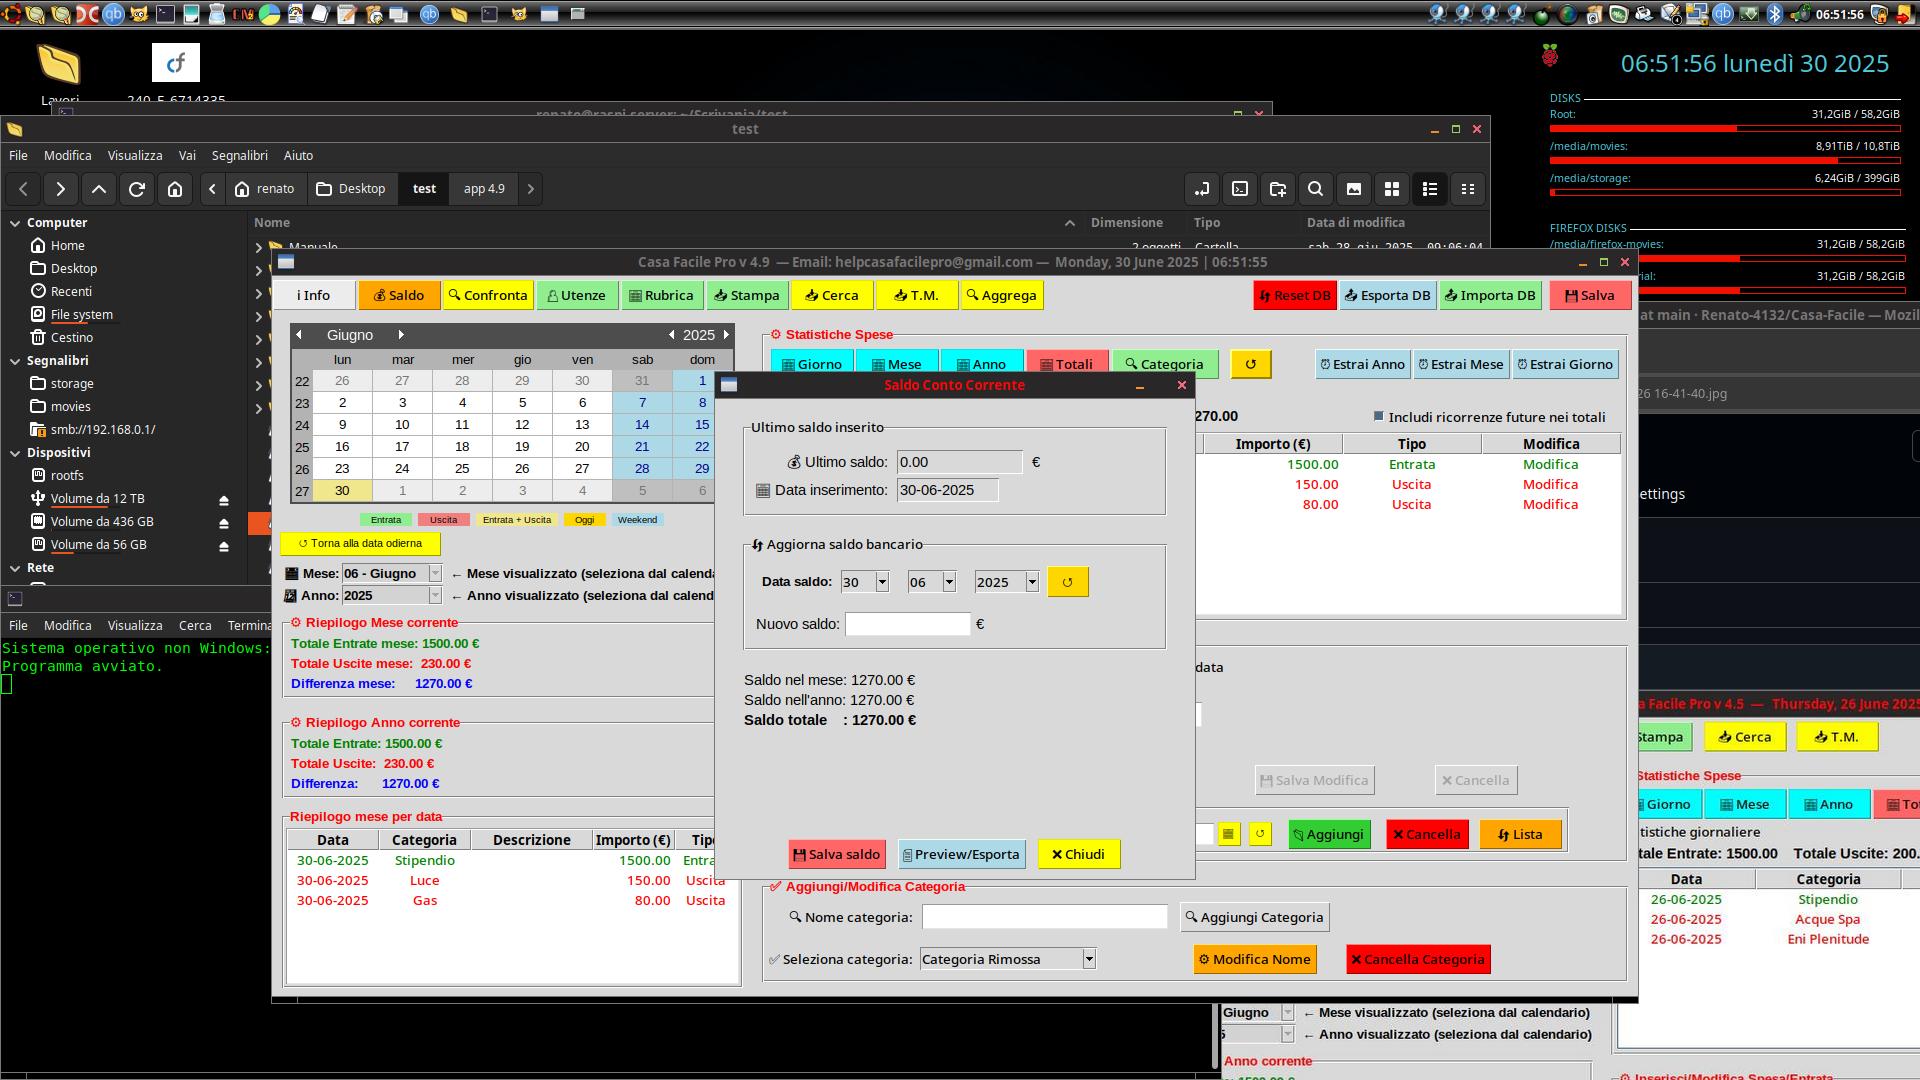 06:51:56
Lavori
240_F_6714335
06:51:56 lunedì 30 2025
DISKS
Root: 31,2GiB / 58,2GiB
/media/movies: 8,91TiB / 10,8TiB
/media/storage: 6,24GiB / 399GiB
FIREFOX DISKS
/media/firefox-movies: 31,2GiB / 58,2GiB
rial: 31,2GiB / 58,2GiB
renato@raspi server: ~/Scrivania/test
test
File Modifica Visualizza Vai Segnalibri Aiuto
renato Desktop test app 4.9
Nome Dimensione Tipo Data di modifica
Manuale 2 oggetti Cartella sab 28 giu 2025 09:06:04
Computer
Home
Desktop
Recenti
File system
Cestino
Segnalibri
storage
movies
smb://192.168.0.1/
Dispositivi
rootfs
Volume da 12 TB
Volume da 436 GB
Volume da 56 GB
Rete
File Modifica Visualizza Cerca Termina
Sistema operativo non Windows:
Programma avviato.
Casa Facile Pro v 4.9 — Email: helpcasafacilepro@gmail.com — Monday, 30 June 2025 | 06:51:55
i Info Saldo Confronta Utenze Rubrica Stampa Cerca T.M. Aggrega Reset DB Esporta DB Importa DB Salva
Giugno 2025
lun mar mer gio ven sab dom
22 26 27 28 29 30 31 1
23 2 3 4 5 6 7 8
24 9 10 11 12 13 14 15
25 16 17 18 19 20 21 22
26 23 24 25 26 27 28 29
27 30 1 2 3 4 5 6
Entrata Uscita Entrata + Uscita Oggi Weekend
Torna alla data odierna
Mese: 06 - Giugno ← Mese visualizzato (seleziona dal calenda
Anno: 2025 ← Anno visualizzato (seleziona dal calend
Riepilogo Mese corrente
Totale Entrate mese: 1500.00 €
Totale Uscite mese: 230.00 €
Differenza mese: 1270.00 €
Riepilogo Anno corrente
Totale Entrate: 1500.00 €
Totale Uscite: 230.00 €
Differenza: 1270.00 €
Riepilogo mese per data
Data Categoria Descrizione Importo (€) Tipo
30-06-2025 Stipendio 1500.00 Entra
30-06-2025 Luce 150.00 Uscita
30-06-2025 Gas 80.00 Uscita
Statistiche Spese
Giorno Mese Anno Totali Categoria Estrai Anno Estrai Mese Estrai Giorno
270.00 Includi ricorrenze future nei totali
Importo (€) Tipo Modifica
1500.00 Entrata Modifica
150.00 Uscita Modifica
80.00 Uscita Modifica
data
Salva Modifica Cancella
Aggiungi Cancella Lista
Aggiungi/Modifica Categoria
Nome categoria: Aggiungi Categoria
Seleziona categoria: Categoria Rimossa Modifica Nome Cancella Categoria
Saldo Conto Corrente
Ultimo saldo inserito
Ultimo saldo: 0.00 €
Data inserimento: 30-06-2025
Aggiorna saldo bancario
Data saldo: 30 06 2025
Nuovo saldo: €
Saldo nel mese: 1270.00 €
Saldo nell'anno: 1270.00 €
Saldo totale : 1270.00 €
Salva saldo Preview/Esporta Chiudi
at main · Renato-4132/Casa-Facile — Mozil
26 16-41-40.jpg
ettings
a Facile Pro v 4.5 — Thursday, 26 June 2025
Stampa Cerca T.M.
Statistiche Spese
Giorno Mese Anno Tot
tistiche giornaliere
tale Entrate: 1500.00 Totale Uscite: 200.
Data Categoria
26-06-2025 Stipendio
26-06-2025 Acque Spa
26-06-2025 Eni Plenitude
Giugno ← Mese visualizzato (seleziona dal calendario)
5 ← Anno visualizzato (seleziona dal calendario)
Anno corrente
Inserisci/Modifica Spesa/Entrata